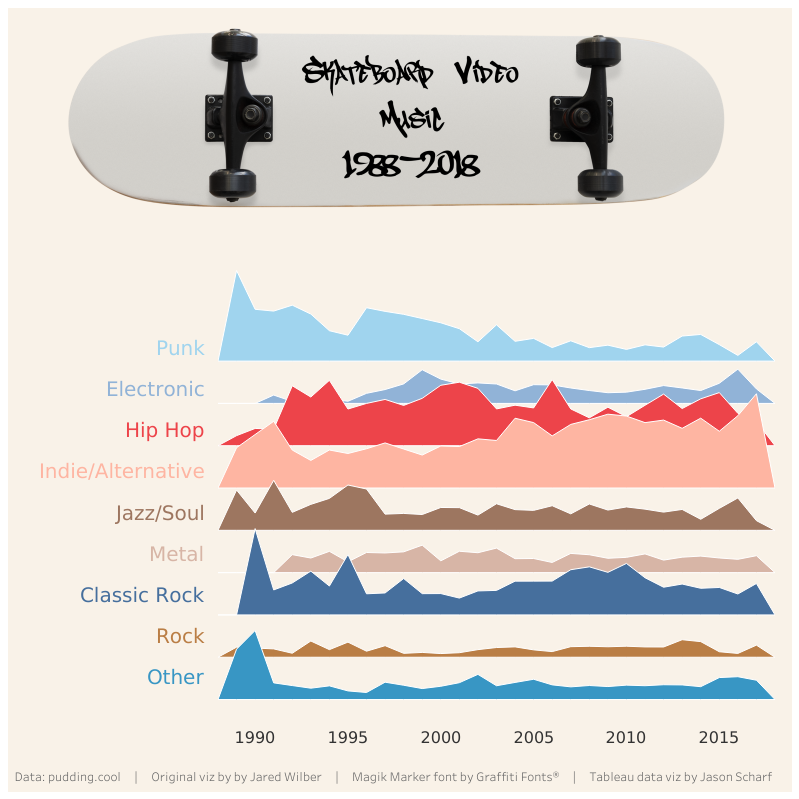 Skateboard Video
Music
1988-2018
Punk
Electronic
Hip Hop
Indie/Alternative
Jazz/Soul
Metal
Classic Rock
Rock
Other
1990 1995 2000 2005 2010 2015
Data: pudding.cool | Original viz by by Jared Wilber | Magik Marker font by Graffiti Fonts® | Tableau data viz by Jason Scharf